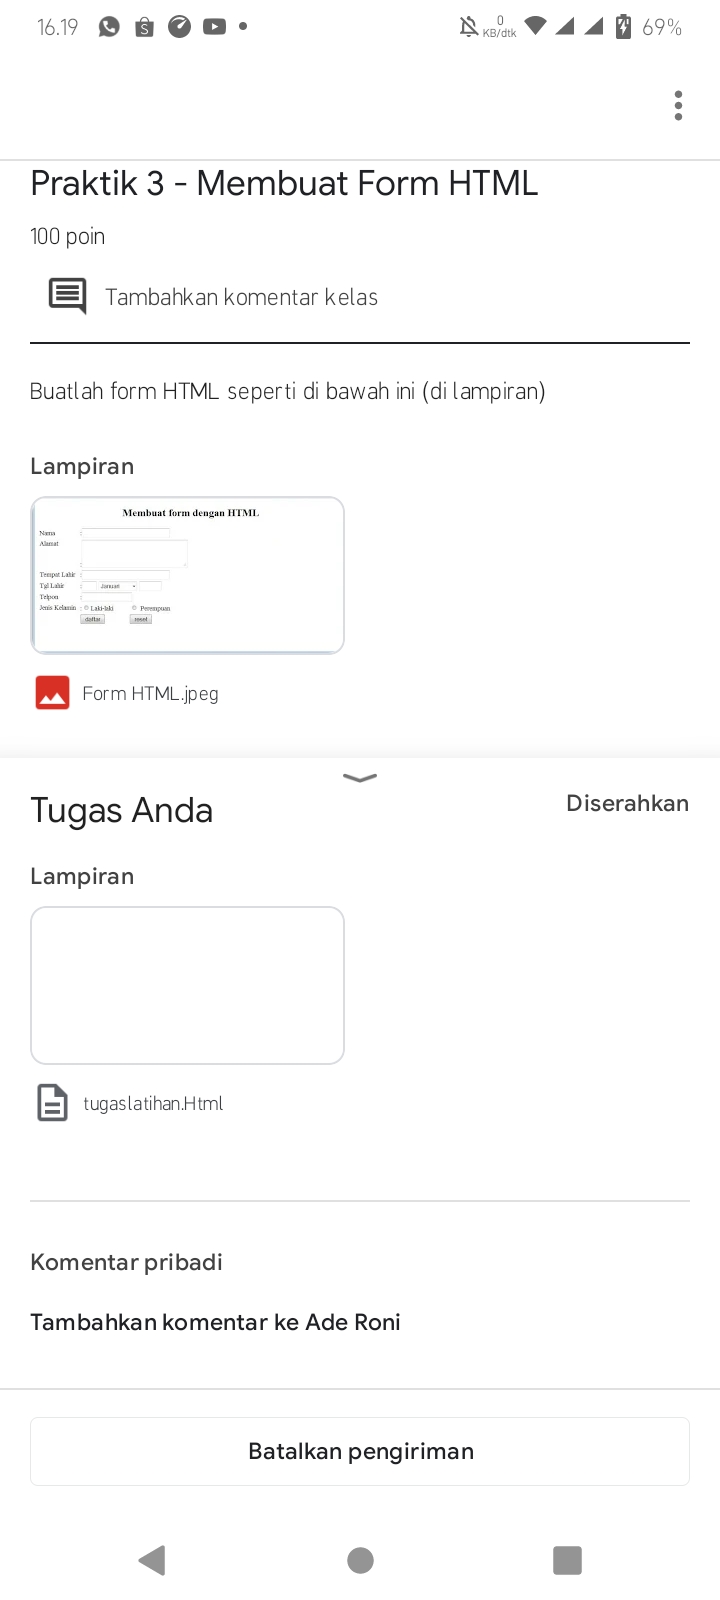 16.19
0
KB/dtk
69%
Praktik 3 - Membuat Form HTML
100 poin
Tambahkan komentar kelas
Buatlah form HTML seperti di bawah ini (di lampiran)
Lampiran
Membuat form dengan HTML
Nama :
Alamat
:
Tempat Lahir :
Tgl Lahir : Januari
Telpon :
Jenis Kelamin : Laki-laki Perempuan
daftar reset
Form HTML.jpeg
Tugas Anda
Diserahkan
Lampiran
tugaslatihan.Html
Komentar pribadi
Tambahkan komentar ke Ade Roni
Batalkan pengiriman